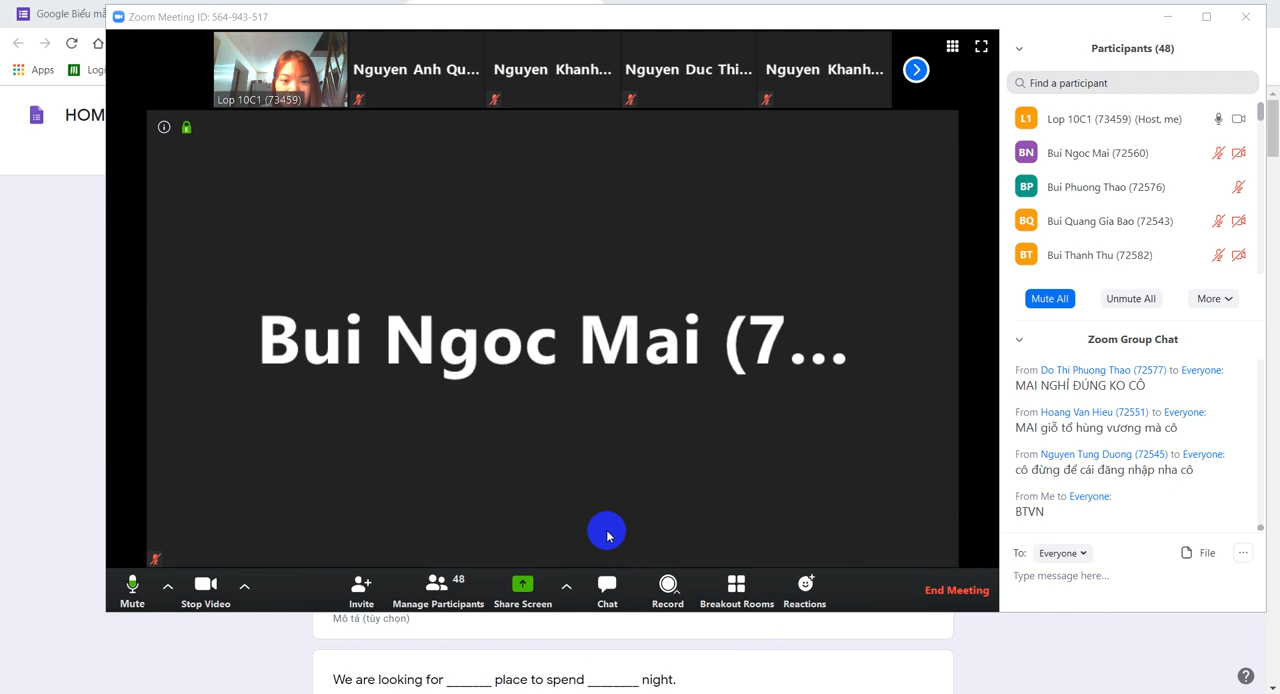 Google Biểu mẫ
Zoom Meeting ID: 564-943-517
Apps
Logi
HOM
Lop 10C1 (73459)
Nguyen Anh Qu...
Nguyen Khanh...
Nguyen Duc Thi...
Nguyen Khanh...
Bui Ngoc Mai (7...
Participants (48)
Find a participant
L1 Lop 10C1 (73459) (Host, me)
BN Bui Ngoc Mai (72560)
BP Bui Phuong Thao (72576)
BQ Bui Quang Gia Bao (72543)
BT Bui Thanh Thu (72582)
Mute All
Unmute All
More
Zoom Group Chat
From Do Thi Phuong Thao (72577) to Everyone:
MAI NGHỈ ĐÚNG KO CÔ
From Hoang Van Hieu (72551) to Everyone:
MAI giỗ tổ hùng vương mà cô
From Nguyen Tung Duong (72545) to Everyone:
cô đừng để cái đăng nhập nha cô
From Me to Everyone:
BTVN
To: Everyone
File
Type message here...
Mute
Stop Video
Invite
48
Manage Participants
Share Screen
Chat
Record
Breakout Rooms
Reactions
End Meeting
Mô tả (tùy chọn)
We are looking for _______ place to spend ________ night.